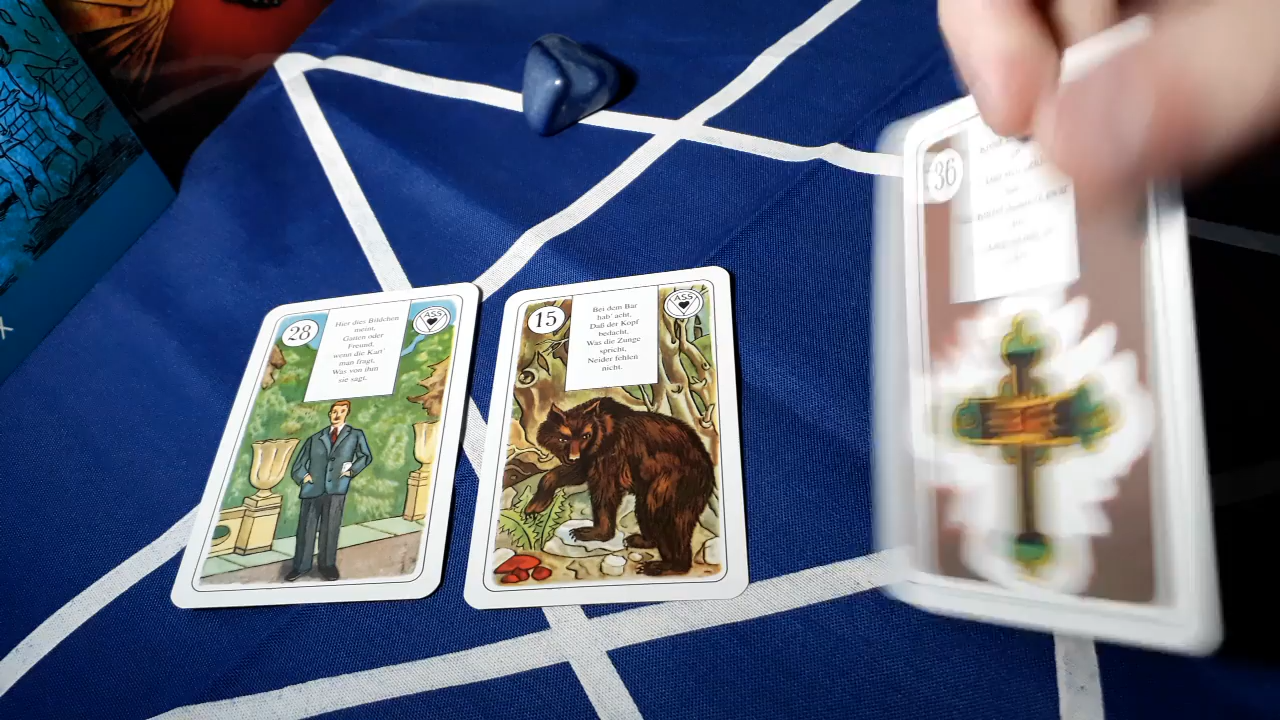 28
Hier dies Bildchen
meint,
Gatten oder
Freund,
wenn die Kart'
man fragt,
Was von ihm
sie sagt.
ASS
15
Bei dem Bär
hab' acht,
Daß der Kopf
bedacht,
Was die Zunge
spricht,
Neider fehlen
nicht.
ASS
36